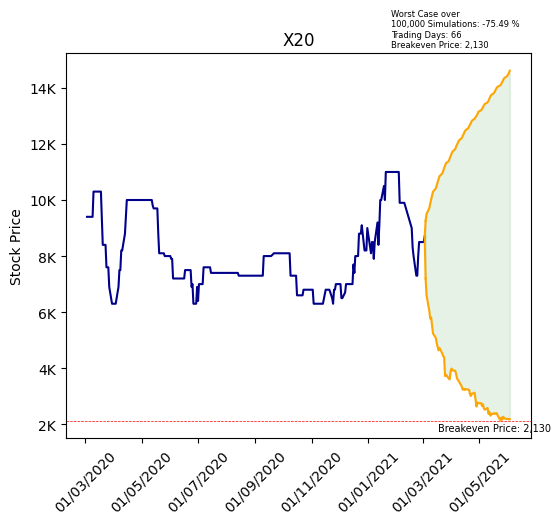 Worst Case over
100,000 Simulations: -75.49 %
Trading Days: 66
Breakeven Price: 2,130
X20
Stock Price
14K
12K
10K
8K
6K
4K
2K
Breakeven Price: 2,130
01/03/2020
01/05/2020
01/07/2020
01/09/2020
01/11/2020
01/01/2021
01/03/2021
01/05/2021